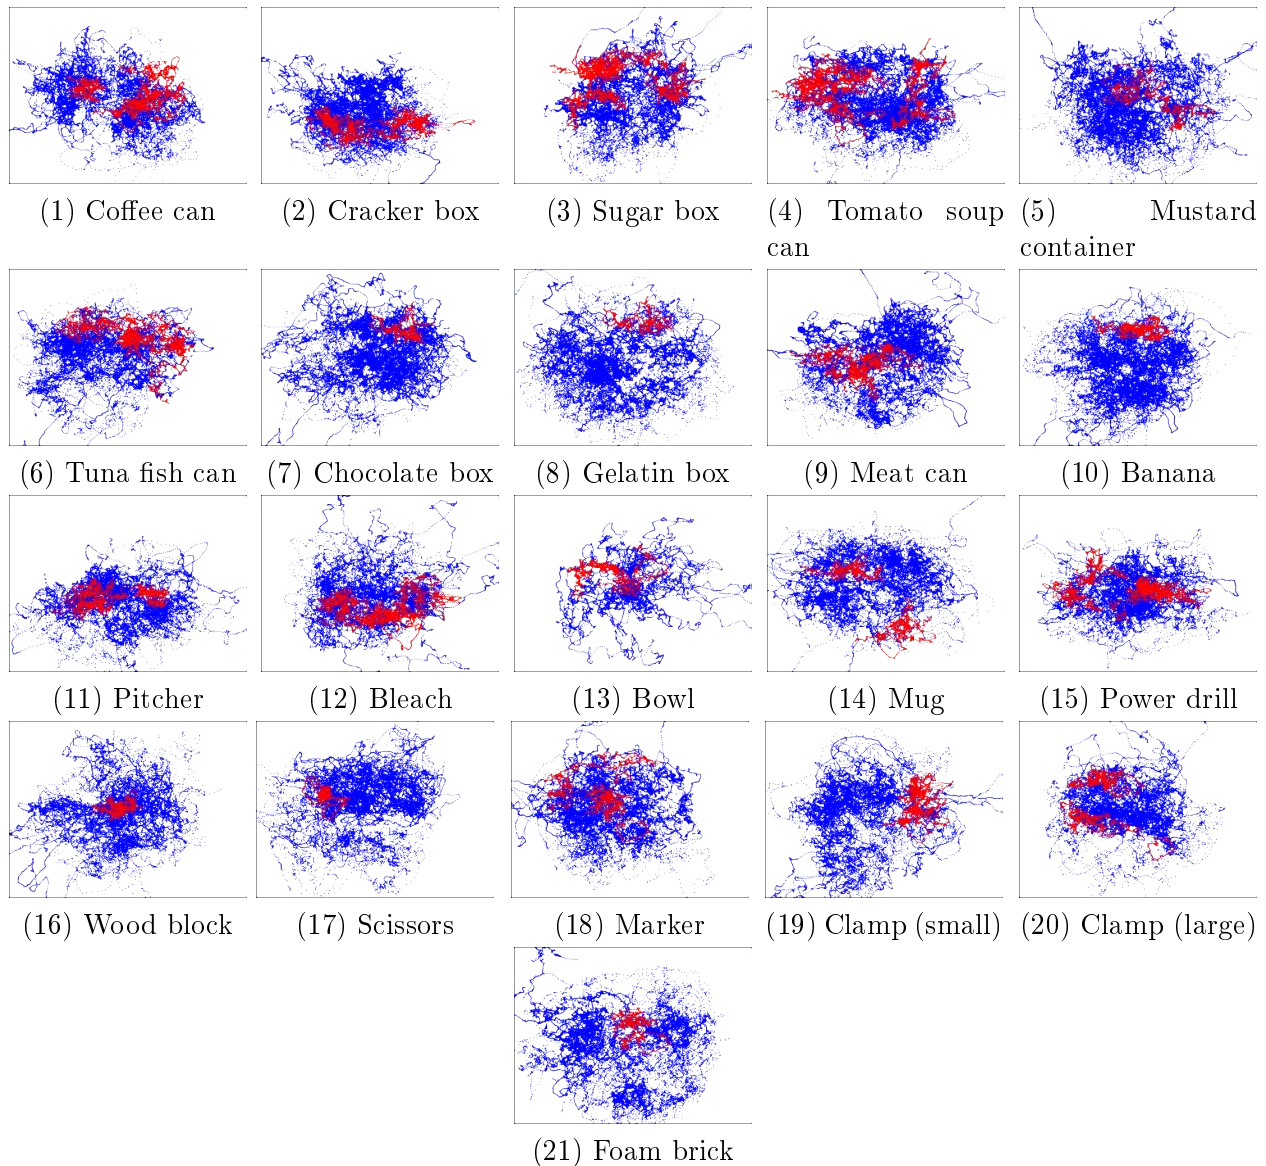 (1) Coffee can
(2) Cracker box
(3) Sugar box
(4) Tomato soup
can
(5) Mustard
container
(6) Tuna fish can
(7) Chocolate box
(8) Gelatin box
(9) Meat can
(10) Banana
(11) Pitcher
(12) Bleach
(13) Bowl
(14) Mug
(15) Power drill
(16) Wood block
(17) Scissors
(18) Marker
(19) Clamp (small)
(20) Clamp (large)
(21) Foam brick